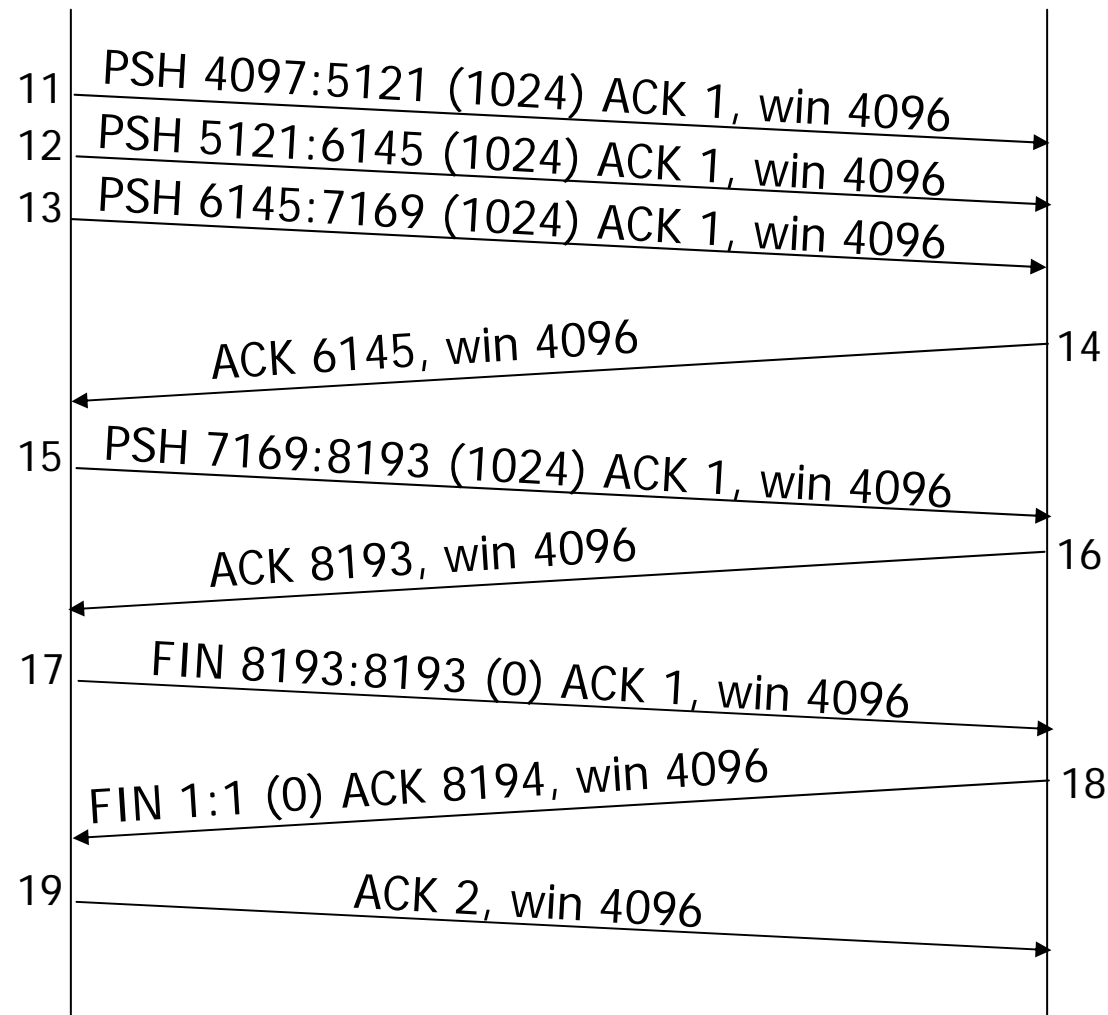 11 PSH 4097:5121 (1024) ACK 1, win 4096
12 PSH 5121:6145 (1024) ACK 1, win 4096
13 PSH 6145:7169 (1024) ACK 1, win 4096
ACK 6145, win 4096 14
15 PSH 7169:8193 (1024) ACK 1, win 4096
ACK 8193, win 4096 16
17 FIN 8193:8193 (0) ACK 1, win 4096
FIN 1:1 (0) ACK 8194, win 4096 18
19 ACK 2, win 4096